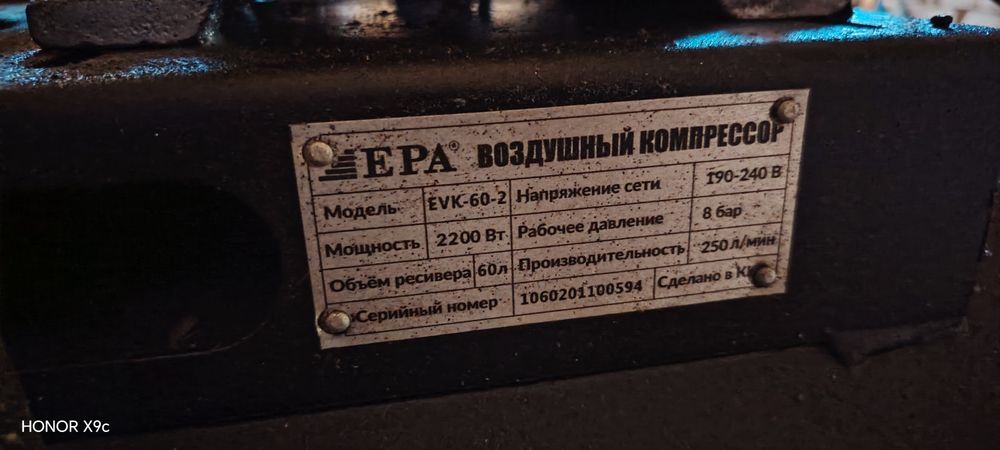 EPA® ВОЗДУШНЫЙ КОМПРЕССОР
Модель EVK-60-2 Напряжение сети 190-240 В
Мощность 2200 Вт Рабочее давление 8 бар
Объём ресивера 60л Производительность 250 л/мин
Серийный номер 1060201100594 Сделано в
HONOR X9c